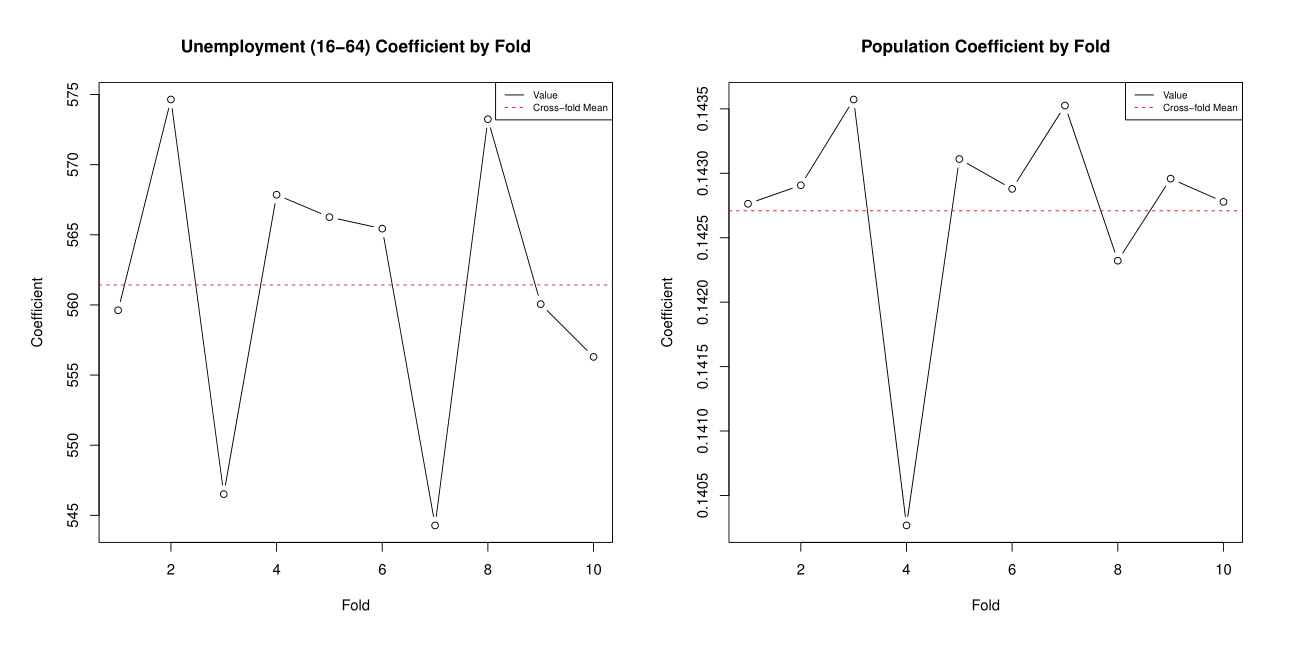 Unemployment (16−64) Coefficient by Fold
Value
Cross−fold Mean
Coefficient
575
570
565
560
555
550
545
2 4 6 8 10
Fold
Population Coefficient by Fold
Value
Cross−fold Mean
Coefficient
0.1435
0.1430
0.1425
0.1420
0.1415
0.1410
0.1405
2 4 6 8 10
Fold